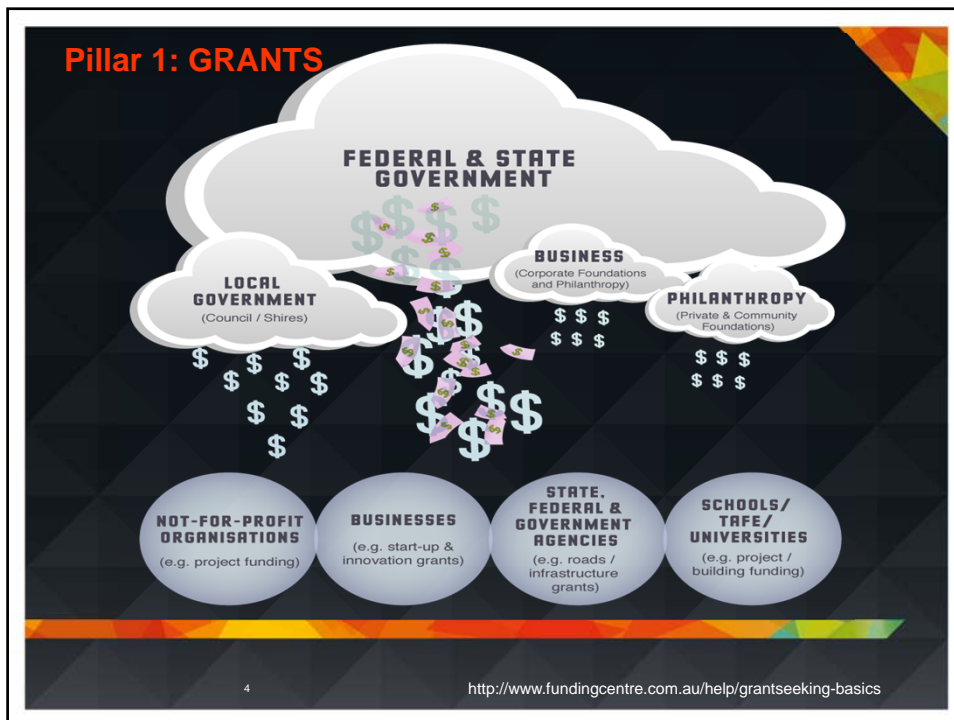 Pillar 1: GRANTS
FEDERAL & STATE
GOVERNMENT
LOCAL
GOVERNMENT
(Council / Shires)
BUSINESS
(Corporate Foundations
and Philanthropy)
PHILANTHROPY
(Private & Community
Foundations)
NOT-FOR-PROFIT
ORGANISATIONS
(e.g. project funding)
BUSINESSES
(e.g. start-up &
innovation grants)
STATE,
FEDERAL &
GOVERNMENT
AGENCIES
(e.g. roads /
infrastructure
grants)
SCHOOLS/
TAFE/
UNIVERSITIES
(e.g. project /
building funding)
4
http://www.fundingcentre.com.au/help/grantseeking-basics